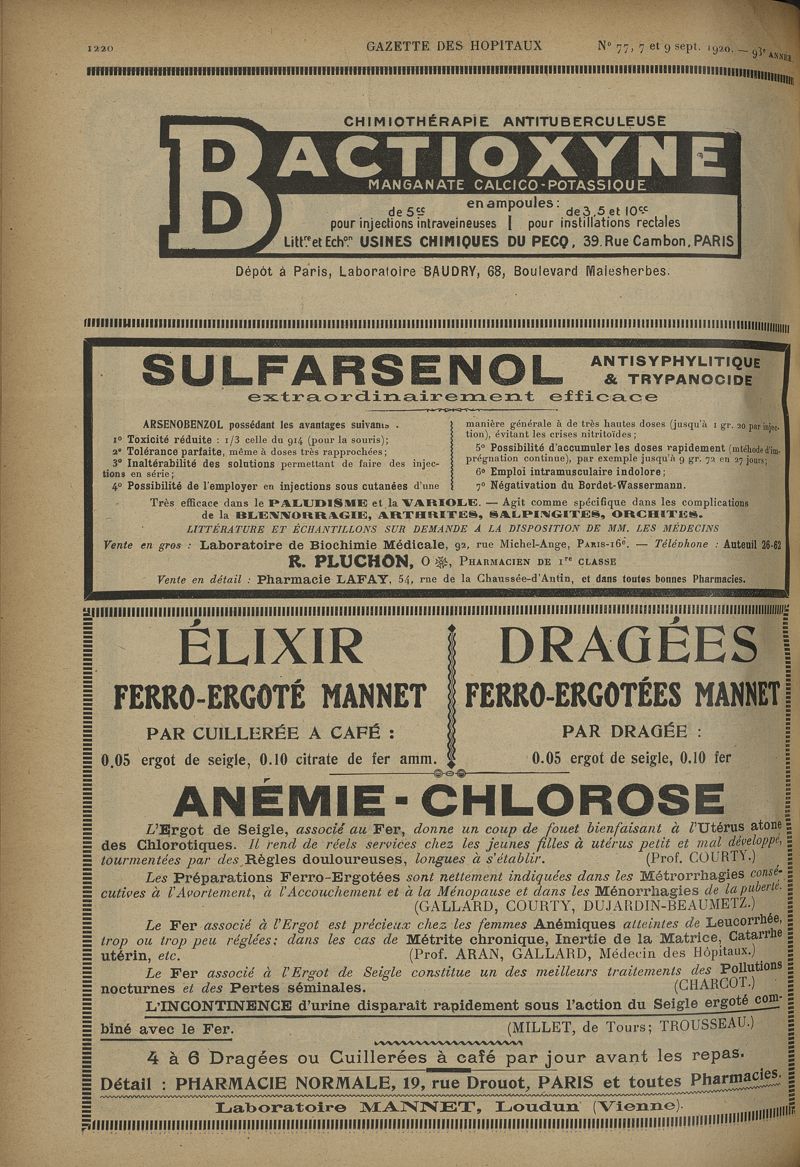 1220
GAZETTE DES HOPITAUX
N° 77, 7 et 9 sept. 1920. — 93e ANNÉE.
CHIMIOTHÉRAPIE ANTITUBERCULEUSE
BACTIOXYNE
MANGANATE CALCICO-POTASSIQUE
en ampoules:
de 5cc
de 3, 5 et 10cc
pour injections intraveineuses | pour instillations rectales
Littre et Echon USINES CHIMIQUES DU PECQ, 39, Rue Cambon, PARIS
Dépôt à Paris, Laboratoire BAUDRY, 68, Boulevard Malesherbes.
SULFARSENOL
ANTISYPHYLITIQUE
& TRYPANOCIDE
extraordinairement efficace
ARSENOBENZOL possédant les avantages suivan
1° Toxicité réduite : 1/3 celle du 914 (pour la souris);
2° Tolérance parfaite, même à doses très rapprochées;
3° Inaltérabilité des solutions permettant de faire des injec-
tions en série;
4° Possibilité de l'employer en injections sous cutanées d'une
manière générale à de très hautes doses (jusqu'à 1 gr. 20 par injec-
tion), évitant les crises nitritoïdes;
5° Possibilité d'accumuler les doses rapidement (méthode d'im-
prégnation continue), par exemple jusqu'à 9 gr. 72 en 27 jours;
6° Emploi intramusculaire indolore;
7° Négativation du Bordet-Wassermann.
Très efficace dans le PALUDISME et la VARIOLE. — Agit comme spécifique dans les complications
de la BLENNORRAGIE, ARTHRITES, SALPINGITES, ORCHITES.
LITTÉRATURE ET ÉCHANTILLONS SUR DEMANDE A LA DISPOSITION DE MM. LES MÉDECINS
Vente en gros : Laboratoire de Biochimie Médicale, 92, rue Michel-Ange, PARIS-16e. — Téléphone : Auteuil 26-62
R. PLUCHON, O ✻, PHARMACIEN DE 1re CLASSE
Vente en détail : Pharmacie LAFAY, 54, rue de la Chaussée-d'Antin, et dans toutes bonnes Pharmacies.
ÉLIXIR
FERRO-ERGOTÉ MANNET
PAR CUILLERÉE A CAFÉ :
0.05 ergot de seigle, 0.10 citrate de fer amm.
DRAGÉES
FERRO-ERGOTÉES MANNET
PAR DRAGÉE :
0.05 ergot de seigle, 0.10 fer
ANÉMIE - CHLOROSE
L'Ergot de Seigle, associé au Fer, donne un coup de fouet bienfaisant à l'Utérus atone
des Chlorotiques. Il rend de réels services chez les jeunes filles à utérus petit et mal développé,
tourmentées par des Règles douloureuses, longues à s'établir. (Prof. COURTY.)
Les Préparations Ferro-Ergotées sont nettement indiquées dans les Métrorrhagies consé-
cutives à l'Avortement, à l'Accouchement et à la Ménopause et dans les Ménorrhagies de la puberté.
(GALLARD, COURTY, DUJARDIN-BEAUMETZ.)
Le Fer associé à l'Ergot est précieux chez les femmes Anémiques atteintes de Leucorrhée,
trop ou trop peu réglées; dans les cas de Métrite chronique, Inertie de la Matrice, Catarrhe
utérin, etc. (Prof. ARAN, GALLARD, Médecin des Hôpitaux.)
Le Fer associé à l'Ergot de Seigle constitue un des meilleurs traitements des Pollutions
nocturnes et des Pertes séminales. (CHARCOT.)
L'INCONTINENCE d'urine disparaît rapidement sous l'action du Seigle ergoté com-
biné avec le Fer. (MILLET, de Tours; TROUSSEAU.)
4 à 6 Dragées ou Cuillerées à café par jour avant les repas.
Détail : PHARMACIE NORMALE, 19, rue Drouot, PARIS et toutes Pharmacies.
Laboratoire MANNET, Loudun (Vienne).